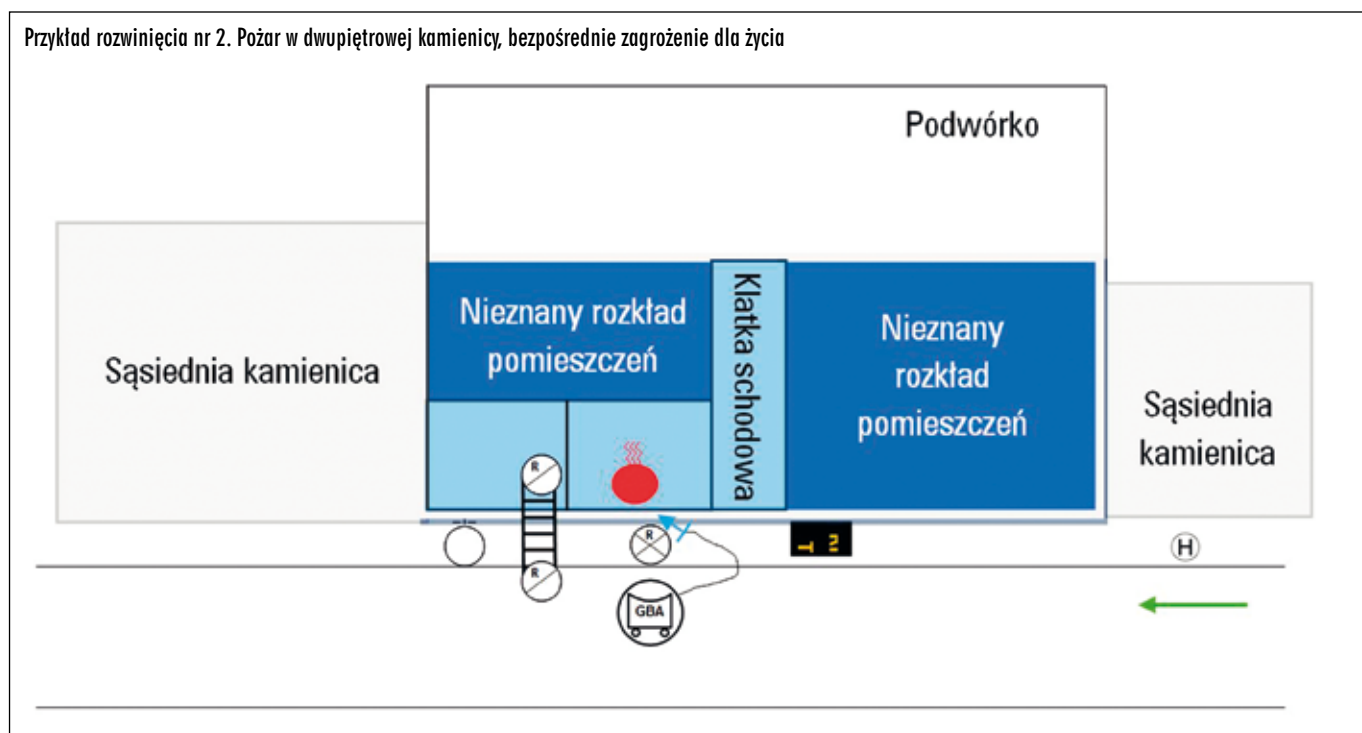 Przykład rozwinięcia nr 2. Pożar w dwupiętrowej kamienicy, bezpośrednie zagrożenie dla życia
Podwórko
Sąsiednia kamienica
Nieznany rozkład
pomieszczeń
Klatka schodowa
Nieznany
rozkład
pomieszczeń
Sąsiednia
kamienica
R
R
R
GBA
2
T
H